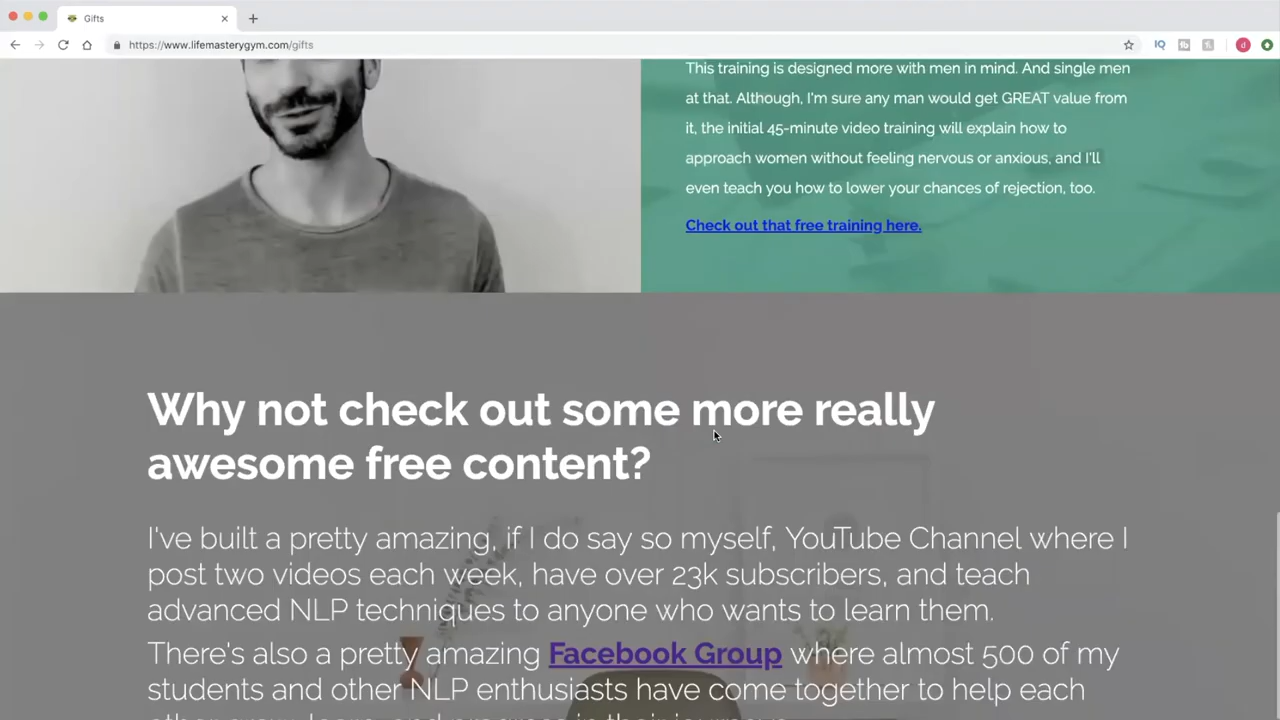 Gifts
https://www.lifemasterygym.com/gifts
IQ
d
This training is designed more with men in mind. And single men
at that. Although, I'm sure any man would get GREAT value from
it, the initial 45-minute video training will explain how to
approach women without feeling nervous or anxious, and I'll
even teach you how to lower your chances of rejection, too.
Check out that free training here.
Why not check out some more really
awesome free content?
I've built a pretty amazing, if I do say so myself, YouTube Channel where I
post two videos each week, have over 23k subscribers, and teach
advanced NLP techniques to anyone who wants to learn them.
There's also a pretty amazing Facebook Group where almost 500 of my
students and other NLP enthusiasts have come together to help each